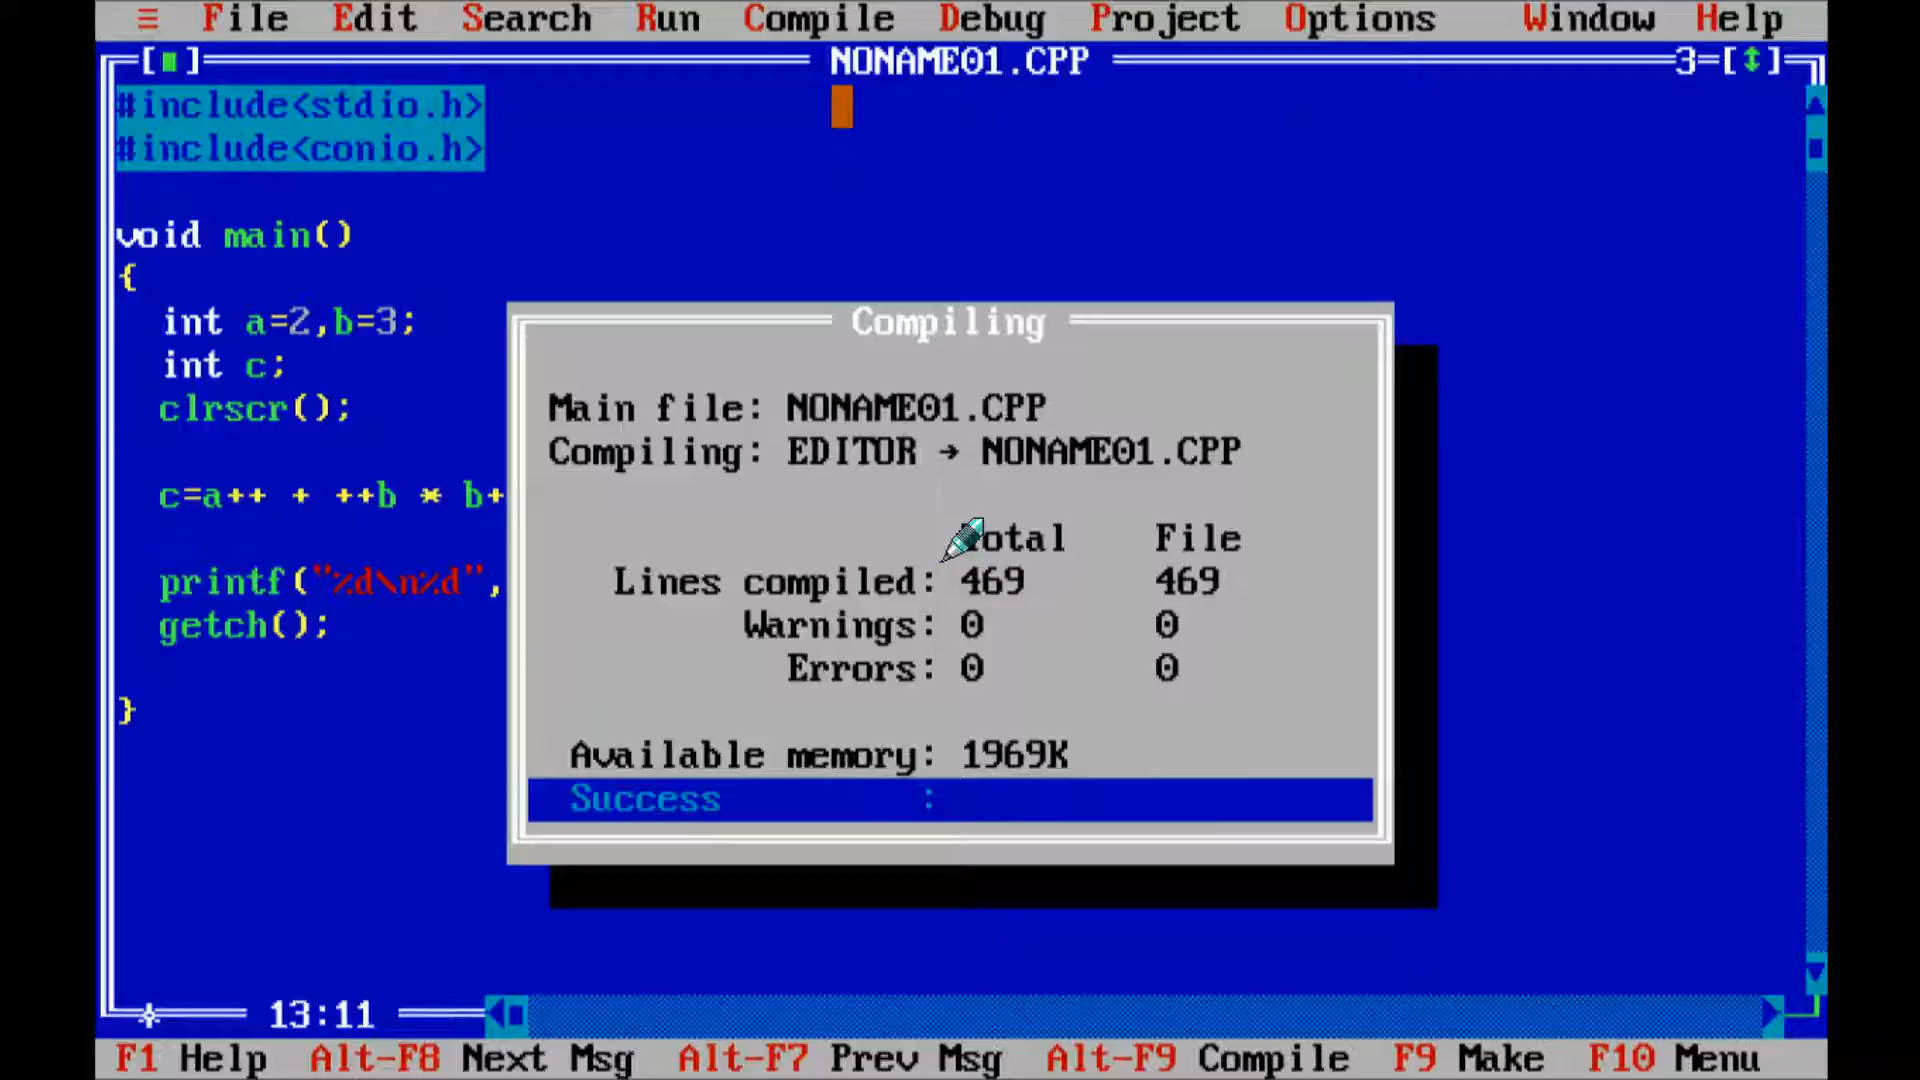 ≡ File Edit Search Run Compile Debug Project Options Window Help
[■] NONAME01.CPP 3=[↕]
#include<stdio.h>
#include<conio.h>
void main()
{
int a=2,b=3;
int c;
clrscr();
c=a++ + ++b * b+
printf("%d\n%d",
getch();
}
Compiling
Main file: NONAME01.CPP
Compiling: EDITOR → NONAME01.CPP
Total File
Lines compiled: 469 469
Warnings: 0 0
Errors: 0 0
Available memory: 1969K
Success :
13:11
F1 Help Alt-F8 Next Msg Alt-F7 Prev Msg Alt-F9 Compile F9 Make F10 Menu